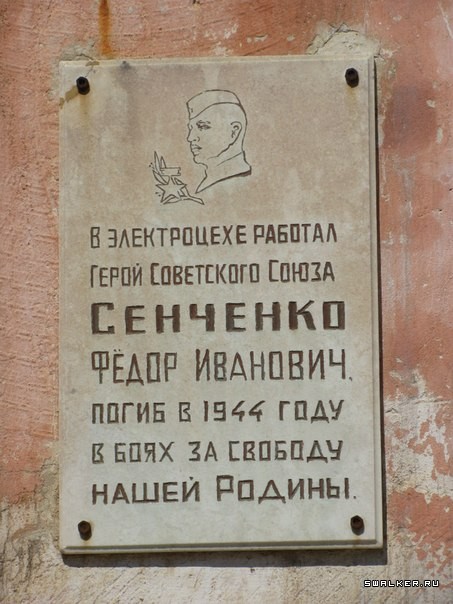 В ЭЛЕКТРОЦЕХЕ РАБОТАЛ
ГЕРОЙ СОВЕТСКОГО СОЮЗА
СЕНЧЕНКО
ФЁДОР ИВАНОВИЧ.
ПОГИБ В 1944 ГОДУ
В БОЯХ ЗА СВОБОДУ
НАШЕЙ РОДИНЫ.
SWALKER.RU